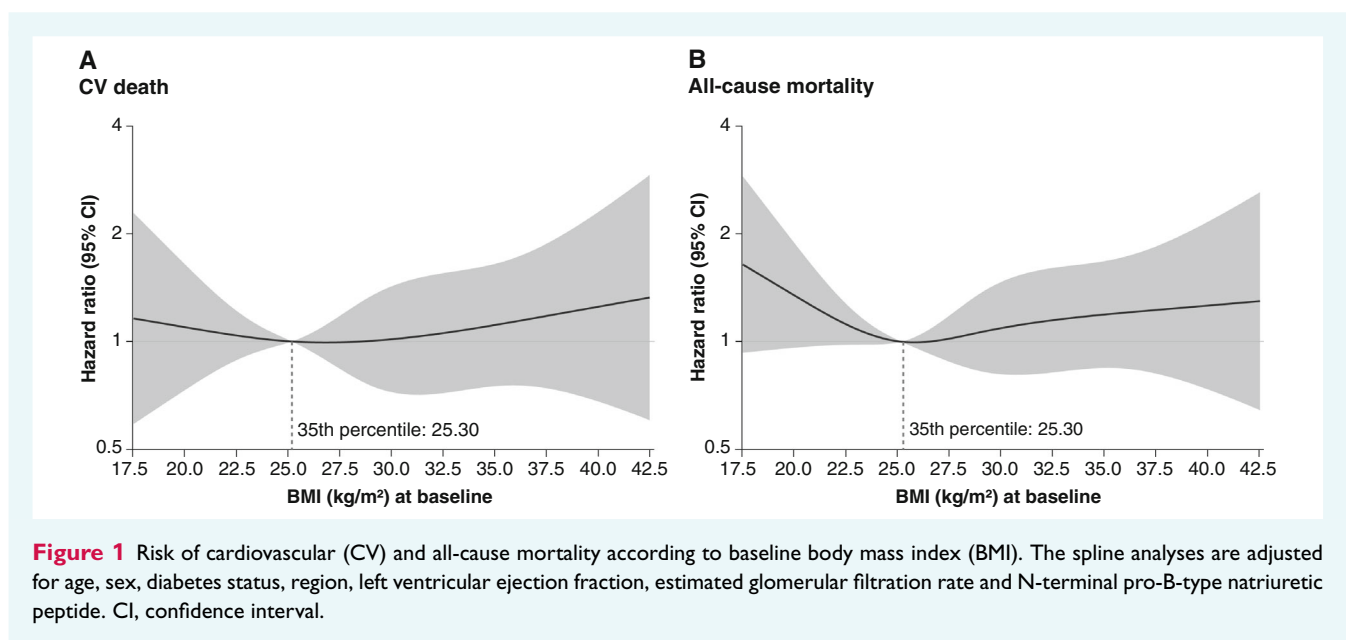 A
CV death
4
2
1
0.5
Hazard ratio (95% CI)
35th percentile: 25.30
17.5 20.0 22.5 25.0 27.5 30.0 32.5 35.0 37.5 40.0 42.5
BMI (kg/m²) at baseline
B
All-cause mortality
4
2
1
0.5
Hazard ratio (95% CI)
35th percentile: 25.30
17.5 20.0 22.5 25.0 27.5 30.0 32.5 35.0 37.5 40.0 42.5
BMI (kg/m²) at baseline
Figure 1 Risk of cardiovascular (CV) and all-cause mortality according to baseline body mass index (BMI). The spline analyses are adjusted
for age, sex, diabetes status, region, left ventricular ejection fraction, estimated glomerular filtration rate and N-terminal pro-B-type natriuretic
peptide. CI, confidence interval.